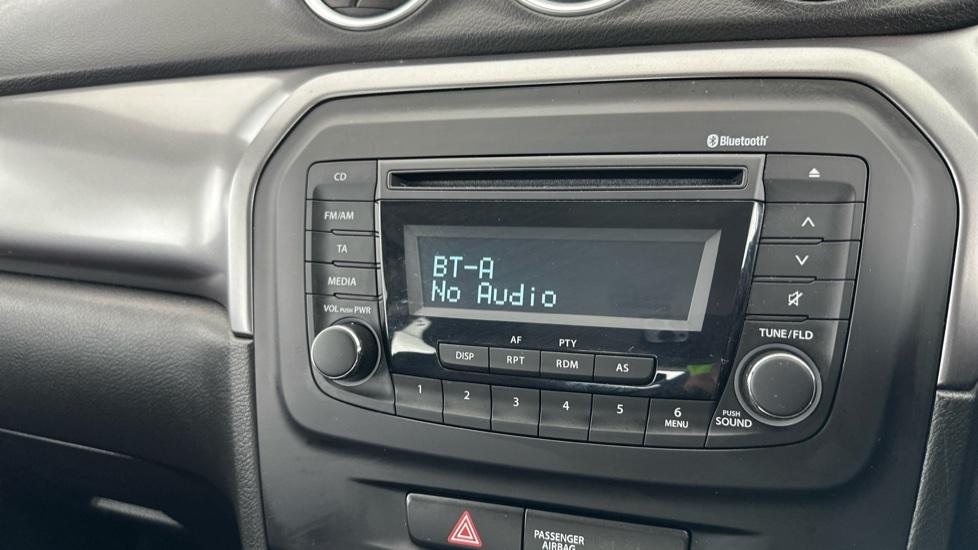 Bluetooth
CD
FM/AM
TA
MEDIA
VOL PUSH PWR
BT-A
No Audio
AF PTY
DISP RPT RDM AS
1 2 3 4 5 6
MENU
TUNE/FLD
PUSH
SOUND
PASSENGER
AIRBAG